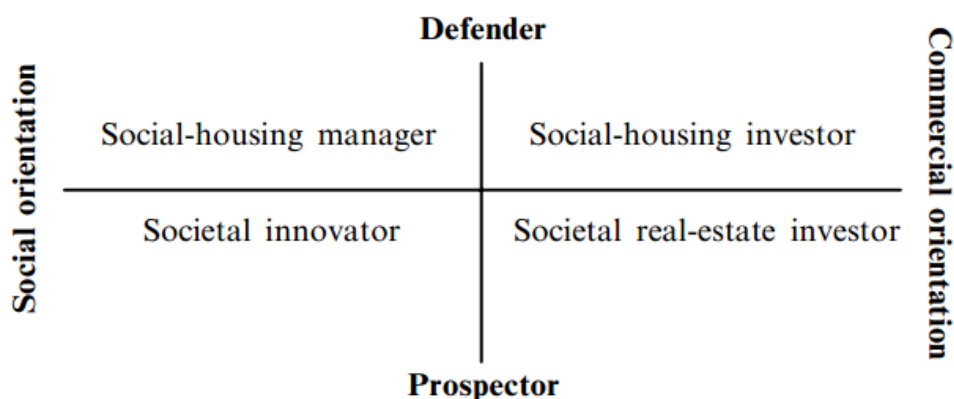 Defender
Social orientation
Commercial orientation
Social-housing manager
Social-housing investor
Societal innovator
Societal real-estate investor
Prospector